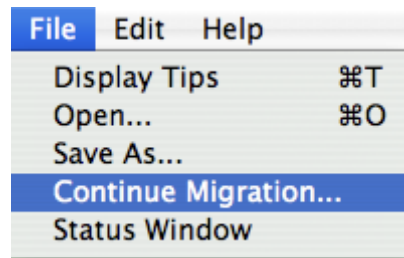 File Edit Help
Display Tips ⌘T
Open... ⌘O
Save As...
Continue Migration...
Status Window